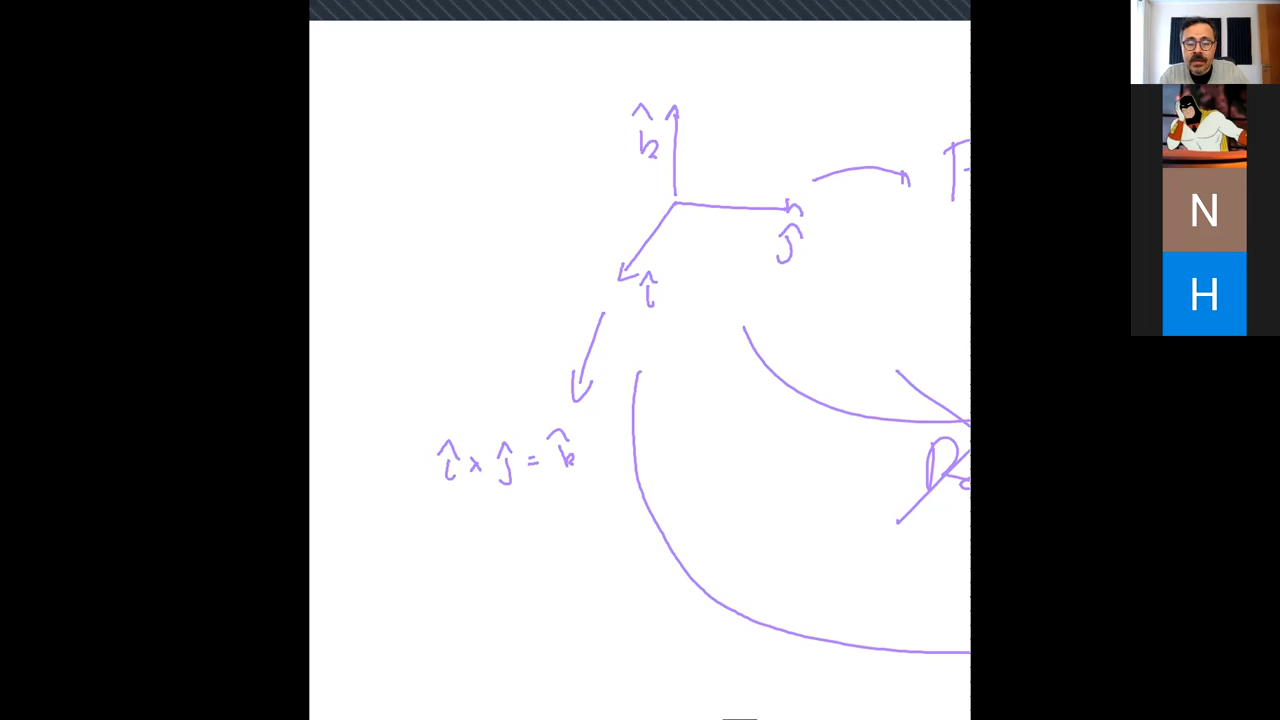 k̂
ĵ
î
î × ĵ = k̂
N
H